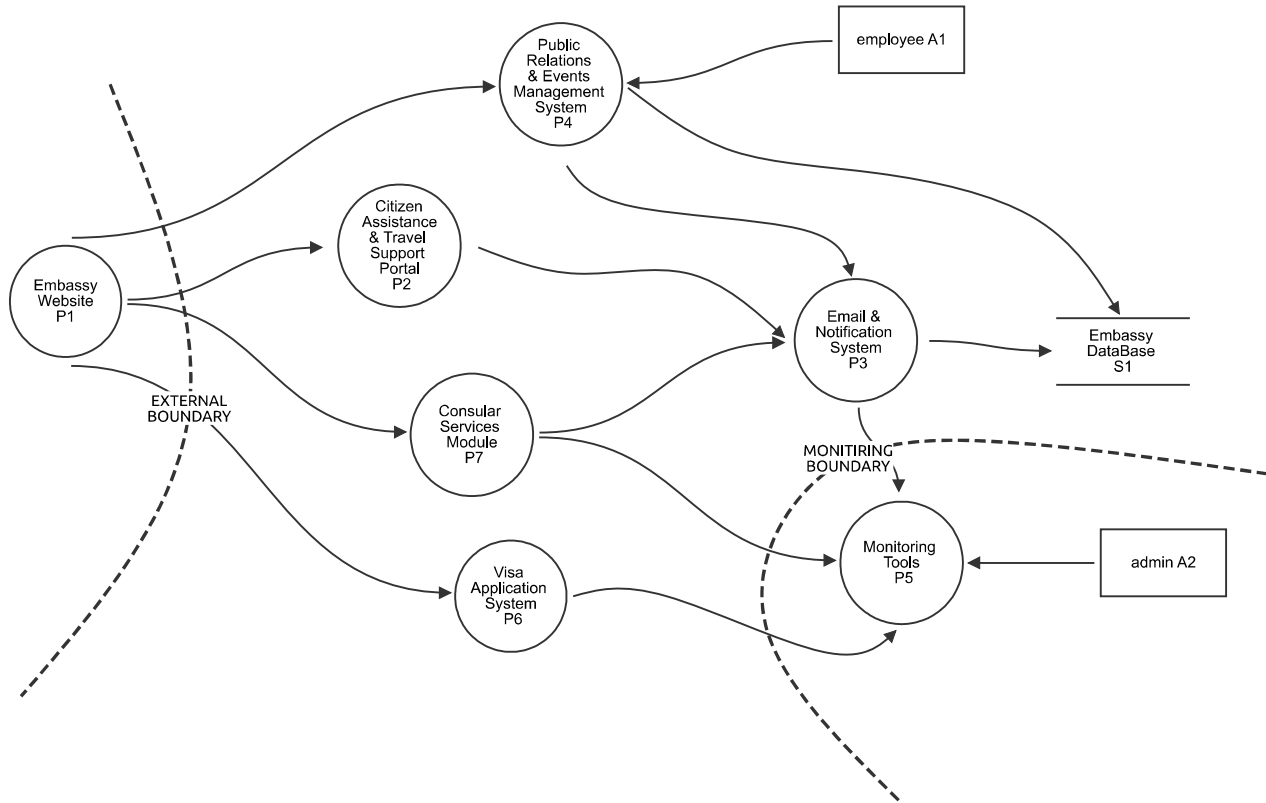 Public
Relations
& Events
Management
System
P4
employee A1
Citizen
Assistance
& Travel
Support
Portal
P2
Embassy
Website
P1
Email &
Notification
System
P3
Embassy
DataBase
S1
EXTERNAL
BOUNDARY
Consular
Services
Module
P7
MONITIRING
BOUNDARY
Monitoring
Tools
P5
admin A2
Visa
Application
System
P6